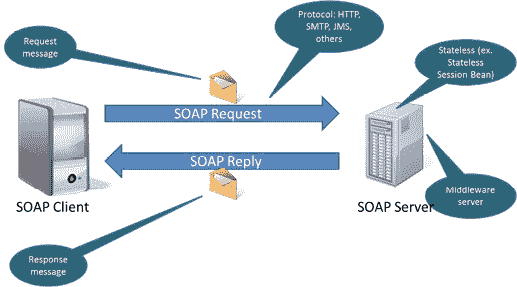 Protocol: HTTP,
SMTP, JMS,
others
Request
message
Stateless (ex.
Stateless
Session Bean)
SOAP Request
SOAP Reply
SOAP Client
SOAP Server
Middleware
server
Response
message